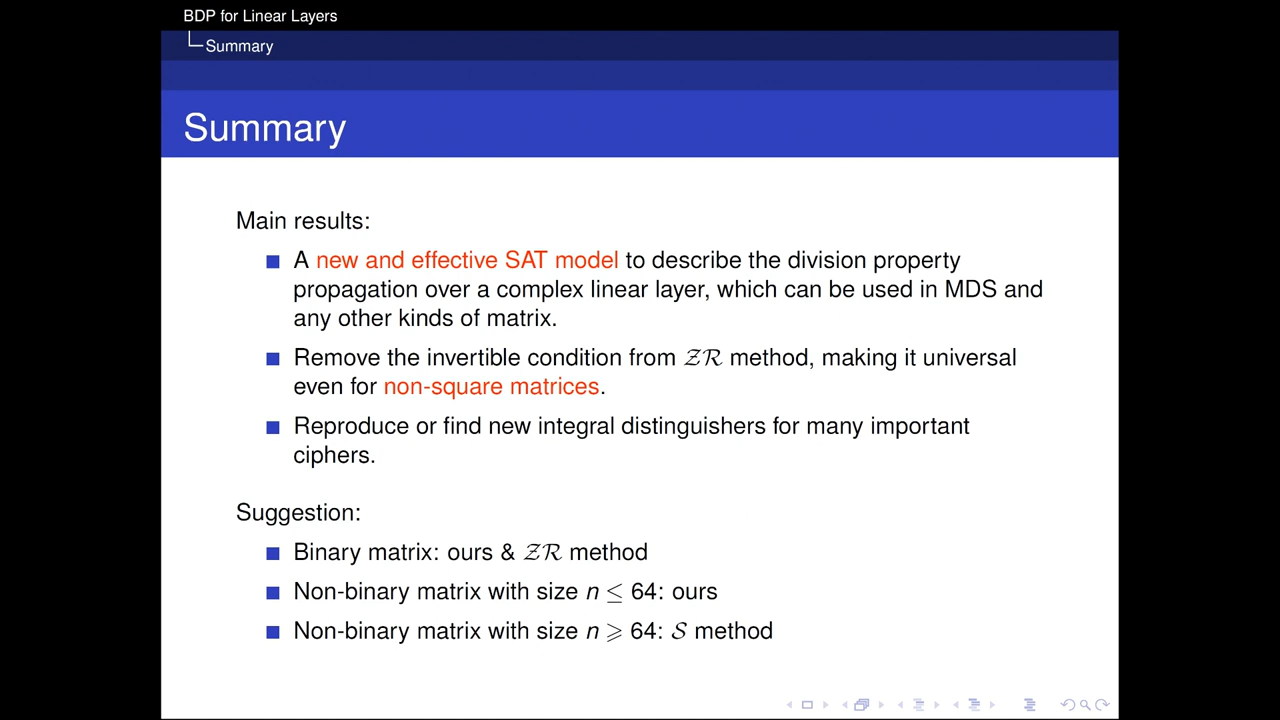 BDP for Linear Layers
Summary
Summary
Main results:
A new and effective SAT model to describe the division property
propagation over a complex linear layer, which can be used in MDS and
any other kinds of matrix.
Remove the invertible condition from 𝒵ℛ method, making it universal
even for non-square matrices.
Reproduce or find new integral distinguishers for many important
ciphers.
Suggestion:
Binary matrix: ours & 𝒵ℛ method
Non-binary matrix with size n ≤ 64: ours
Non-binary matrix with size n ⩾ 64: 𝒮 method